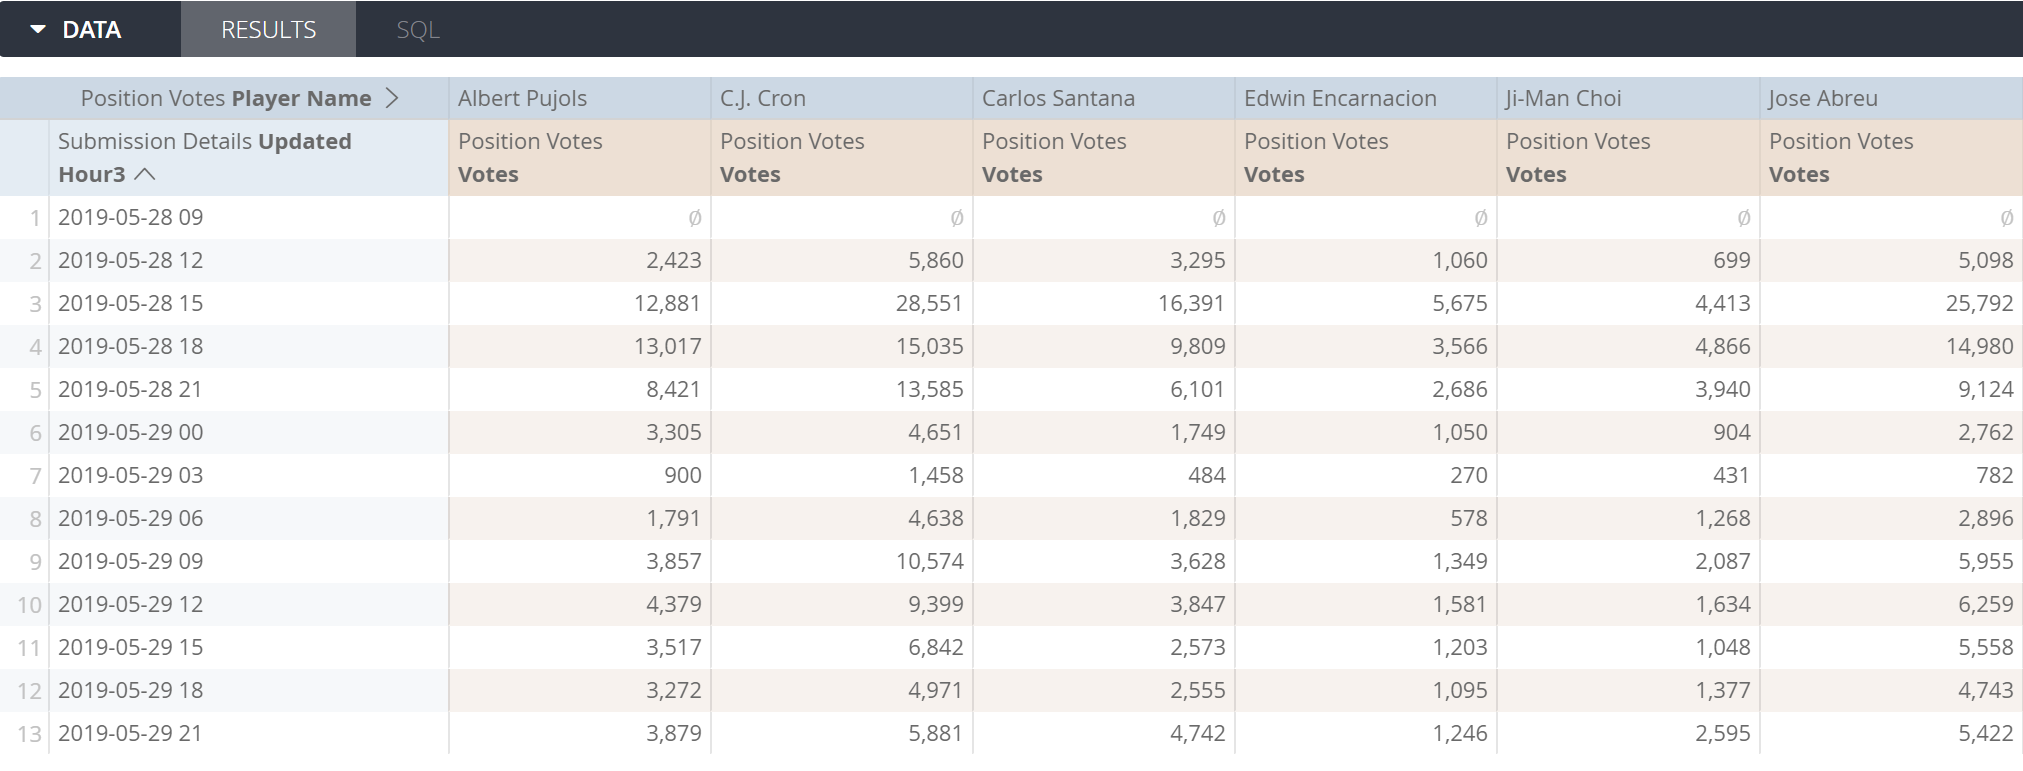 DATA RESULTS SQL
Position Votes Player Name Albert Pujols C.J. Cron Carlos Santana Edwin Encarnacion Ji-Man Choi Jose Abreu
Submission Details Updated Position Votes Position Votes Position Votes Position Votes Position Votes Position Votes
Hour3 Votes Votes Votes Votes Votes Votes
1 2019-05-28 09 Ø Ø Ø Ø Ø Ø
2 2019-05-28 12 2,423 5,860 3,295 1,060 699 5,098
3 2019-05-28 15 12,881 28,551 16,391 5,675 4,413 25,792
4 2019-05-28 18 13,017 15,035 9,809 3,566 4,866 14,980
5 2019-05-28 21 8,421 13,585 6,101 2,686 3,940 9,124
6 2019-05-29 00 3,305 4,651 1,749 1,050 904 2,762
7 2019-05-29 03 900 1,458 484 270 431 782
8 2019-05-29 06 1,791 4,638 1,829 578 1,268 2,896
9 2019-05-29 09 3,857 10,574 3,628 1,349 2,087 5,955
10 2019-05-29 12 4,379 9,399 3,847 1,581 1,634 6,259
11 2019-05-29 15 3,517 6,842 2,573 1,203 1,048 5,558
12 2019-05-29 18 3,272 4,971 2,555 1,095 1,377 4,743
13 2019-05-29 21 3,879 5,881 4,742 1,246 2,595 5,422